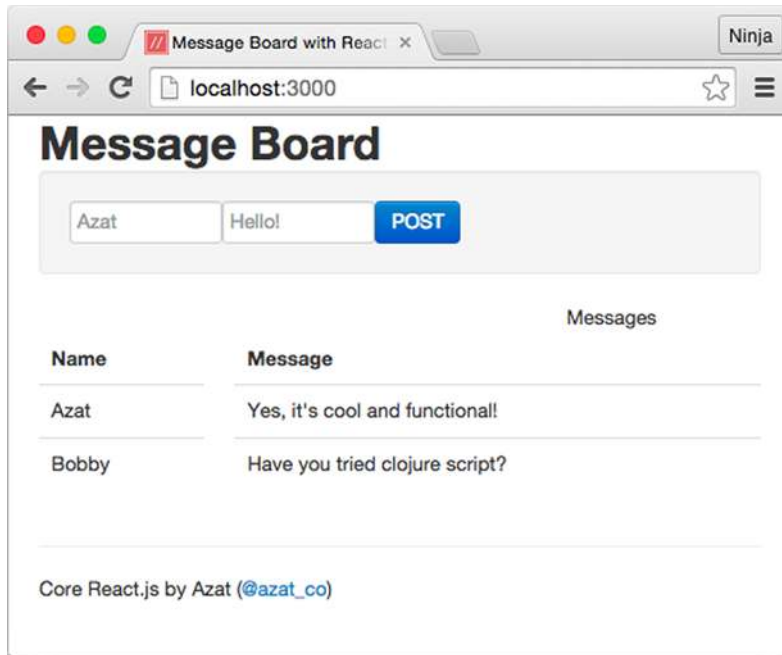 Message Board with React
Ninja
localhost:3000
Message Board
Azat Hello! POST
Messages
Name Message
Azat Yes, it's cool and functional!
Bobby Have you tried clojure script?
Core React.js by Azat (@azat_co)